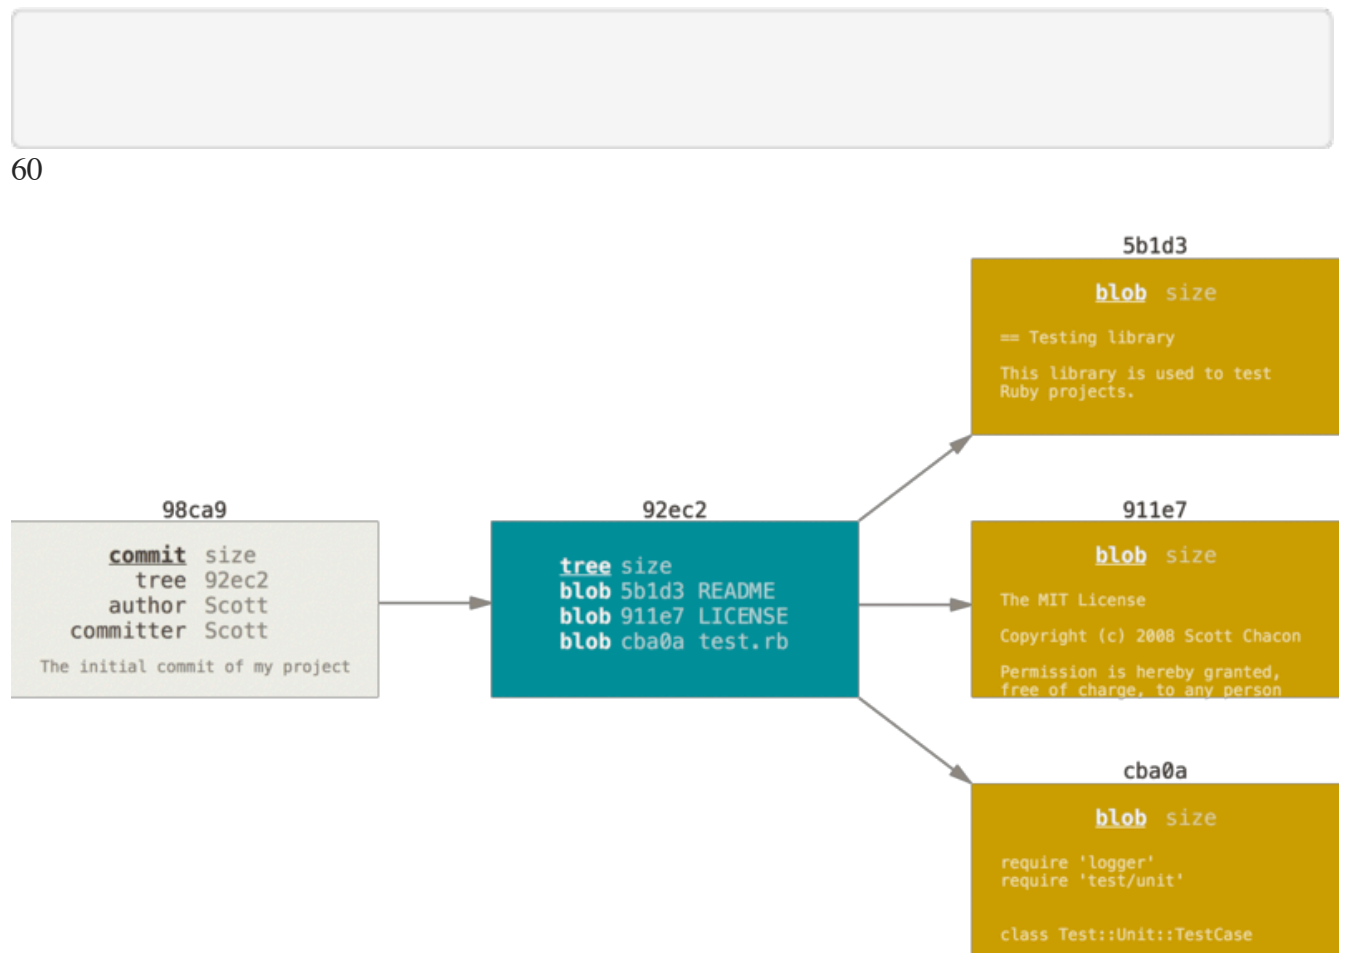 60
5b1d3
blob size
== Testing library
This library is used to test
Ruby projects.
98ca9
commit size
tree 92ec2
author Scott
committer Scott
The initial commit of my project
92ec2
tree size
blob 5b1d3 README
blob 911e7 LICENSE
blob cba0a test.rb
911e7
blob size
The MIT License
Copyright (c) 2008 Scott Chacon
Permission is hereby granted,
free of charge, to any person
cba0a
blob size
require 'logger'
require 'test/unit'
class Test::Unit::TestCase